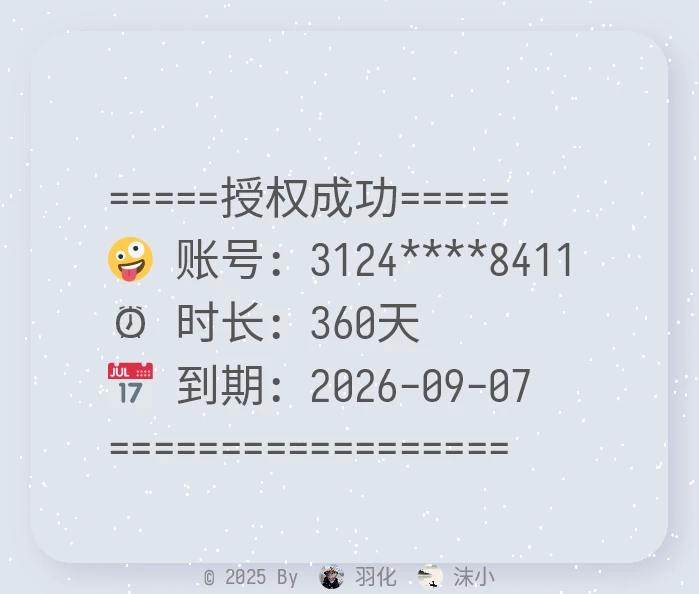 =====授权成功=====
🤪 账号: 3124****8411
⏰ 时长: 360天
📅 到期: 2026-09-07
==================
© 2025 By 羽化 沫小